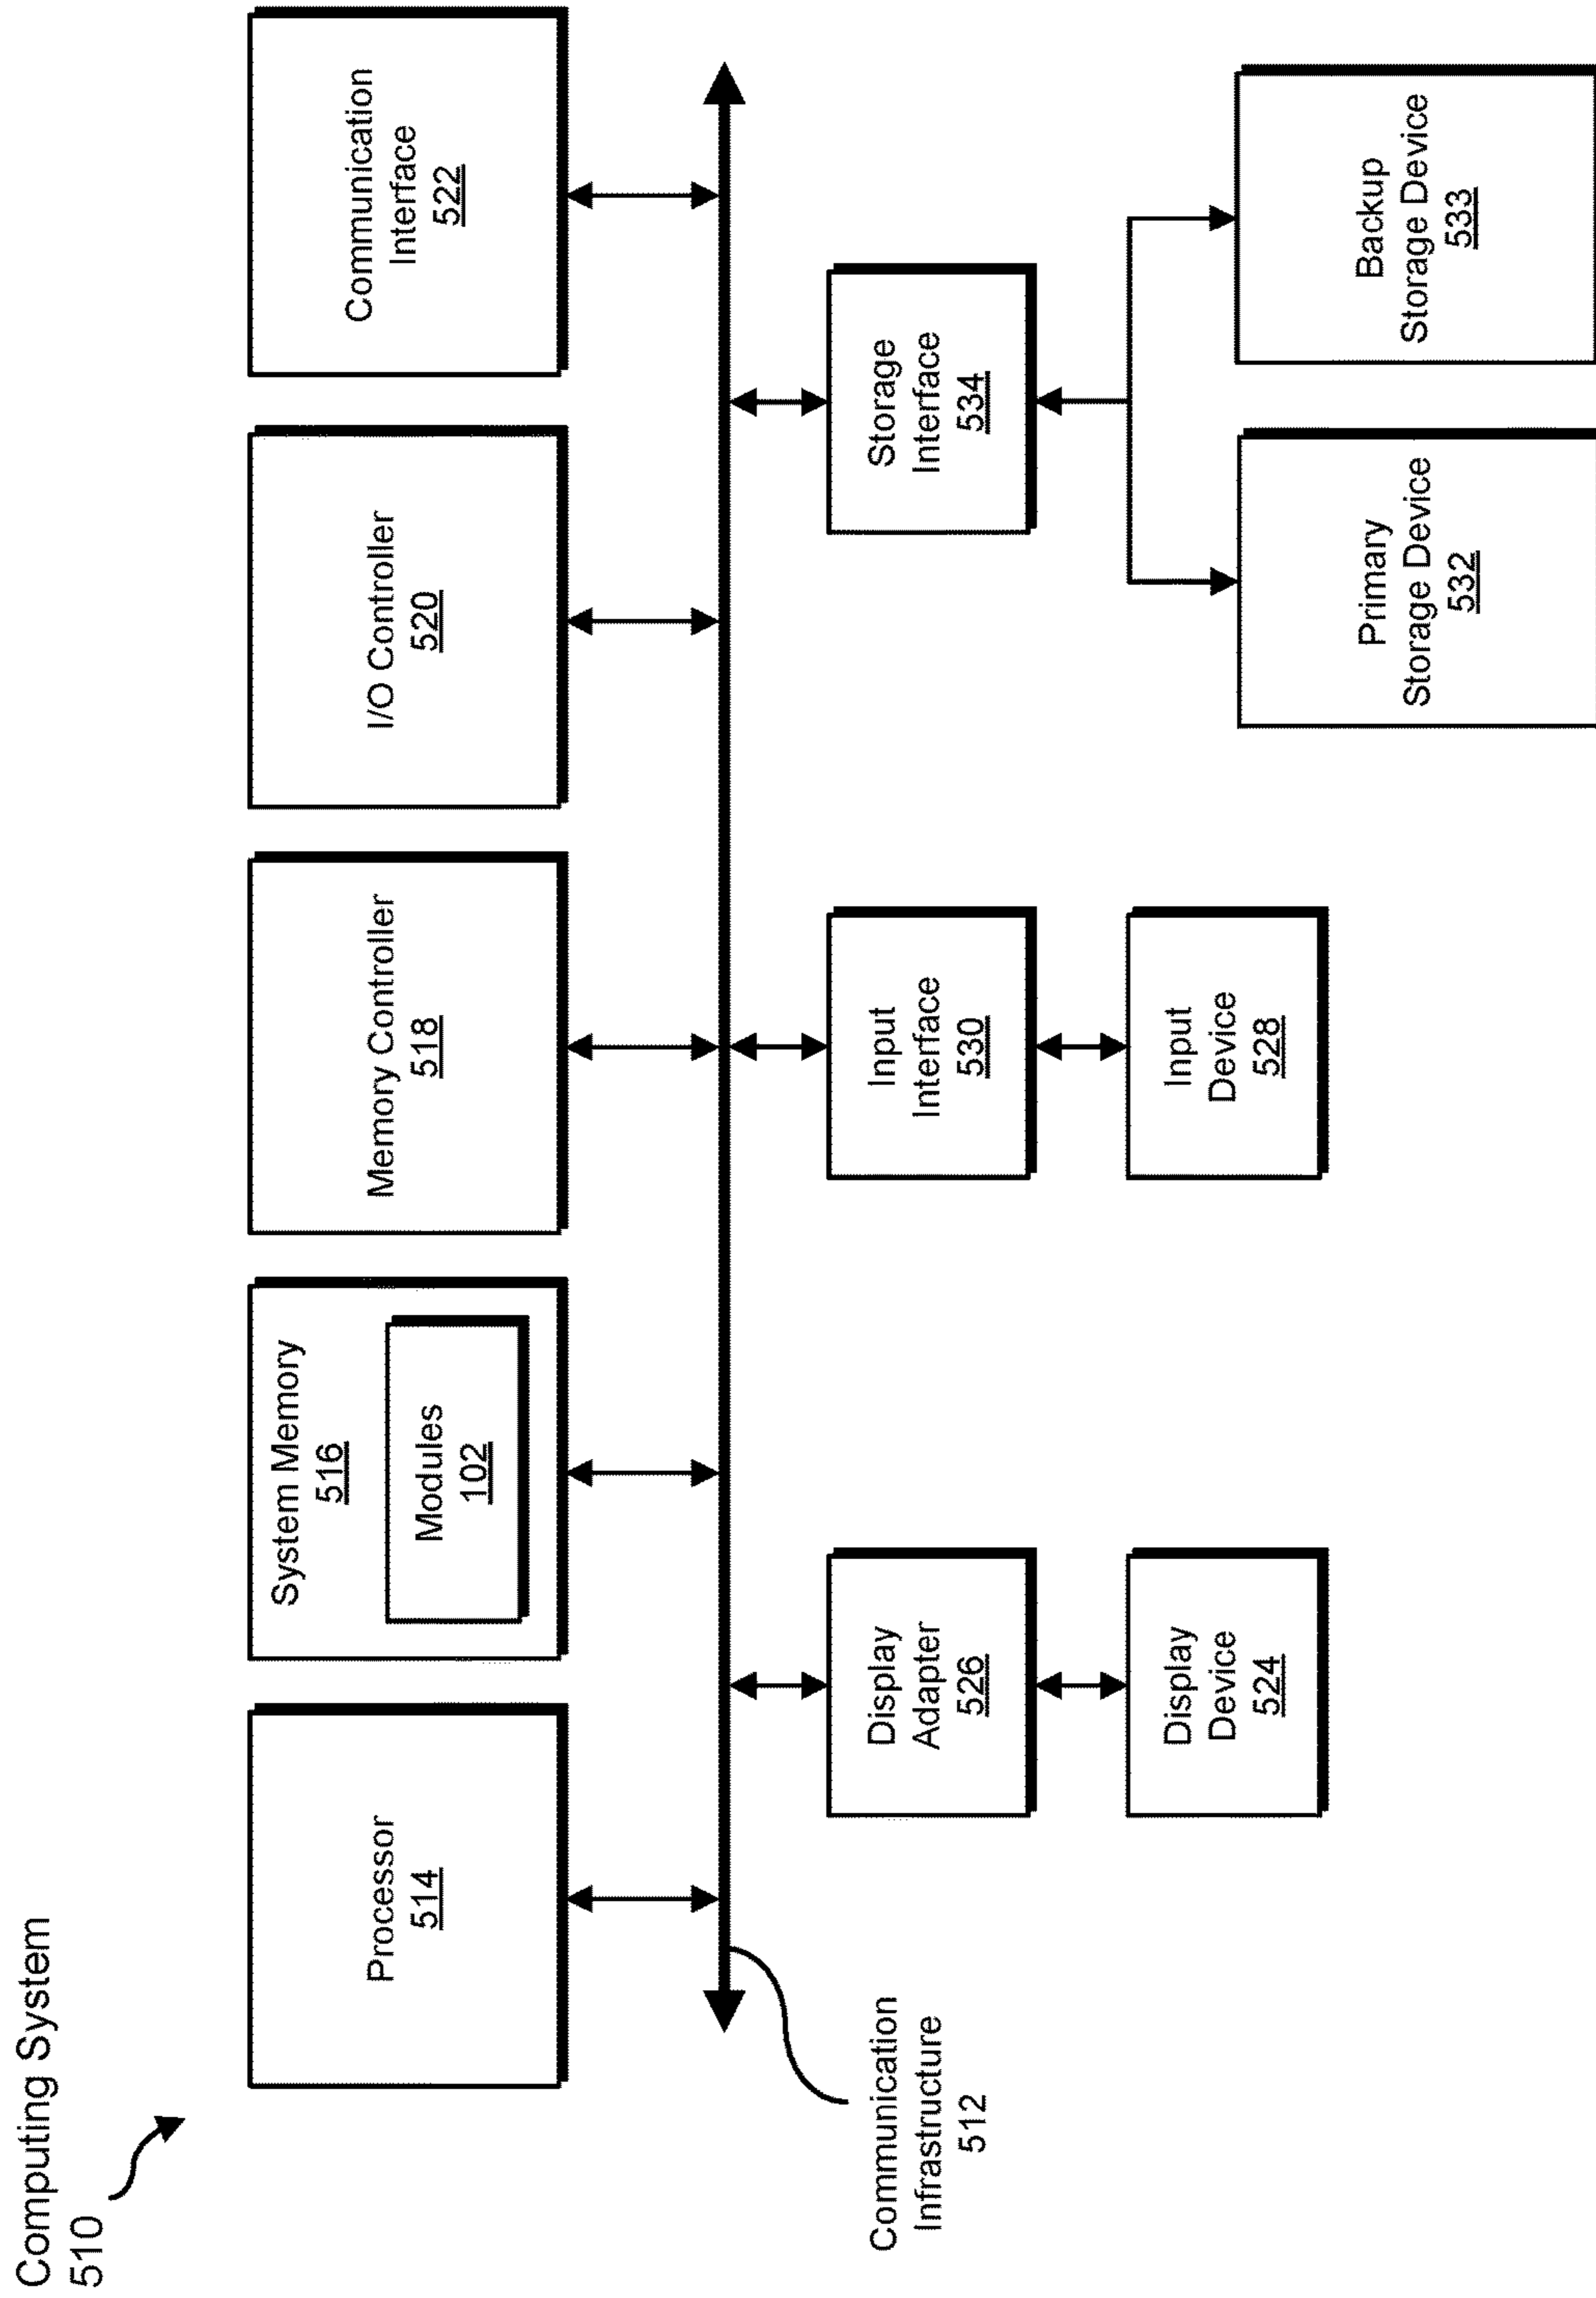 Computing System
510
Processor
514
System Memory
516
Modules
102
Memory Controller
518
I/O Controller
520
Communication
Interface
522
Communication
Infrastructure
512
Display
Adapter
526
Input
Interface
530
Storage
Interface
534
Display
Device
524
Input
Device
528
Primary
Storage Device
532
Backup
Storage Device
533